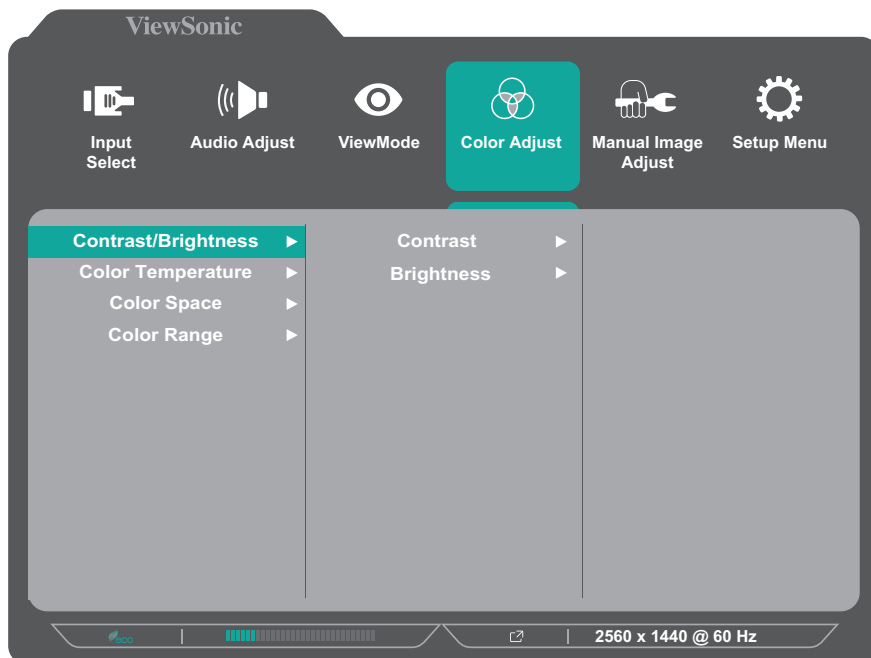 ViewSonic
Input
Select
Audio Adjust
ViewMode
Color Adjust
Manual Image
Adjust
Setup Menu
Contrast/Brightness
Color Temperature
Color Space
Color Range
Contrast
Brightness
eco
2560 x 1440 @ 60 Hz